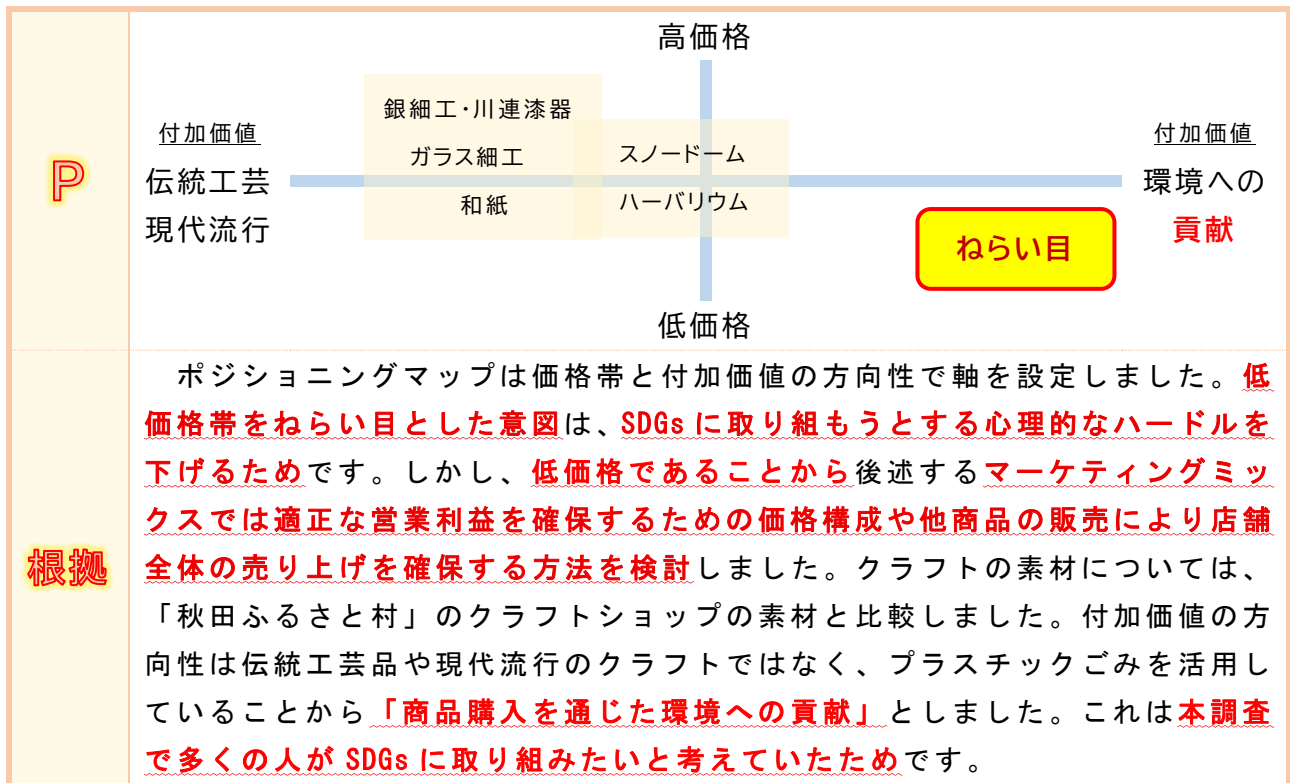 高価格
銀細工・川連漆器
付加価値
付加価値
ガラス細工
スノードーム
P
伝統工芸
環境への
和紙
ハーバリウム
現代流行
貢献
ねらい目
低価格
ポジショニングマップは価格帯と付加価値の方向性で軸を設定しました。低
価格帯をねらい目とした意図は、SDGsに取り組もうとする心理的なハードルを
下げるためです。しかし、低価格であることから後述するマーケティングミッ
クスでは適正な営業利益を確保するための価格構成や他商品の販売により店舗
根拠
全体の売り上げを確保する方法を検討しました。クラフトの素材については、
「秋田ふるさと村」のクラフトショップの素材と比較しました。付加価値の方
向性は伝統工芸品や現代流行のクラフトではなく、プラスチックごみを活用し
ていることから「商品購入を通じた環境への貢献」としました。これは本調査
で多くの人がSDGsに取り組みたいと考えていたためです。